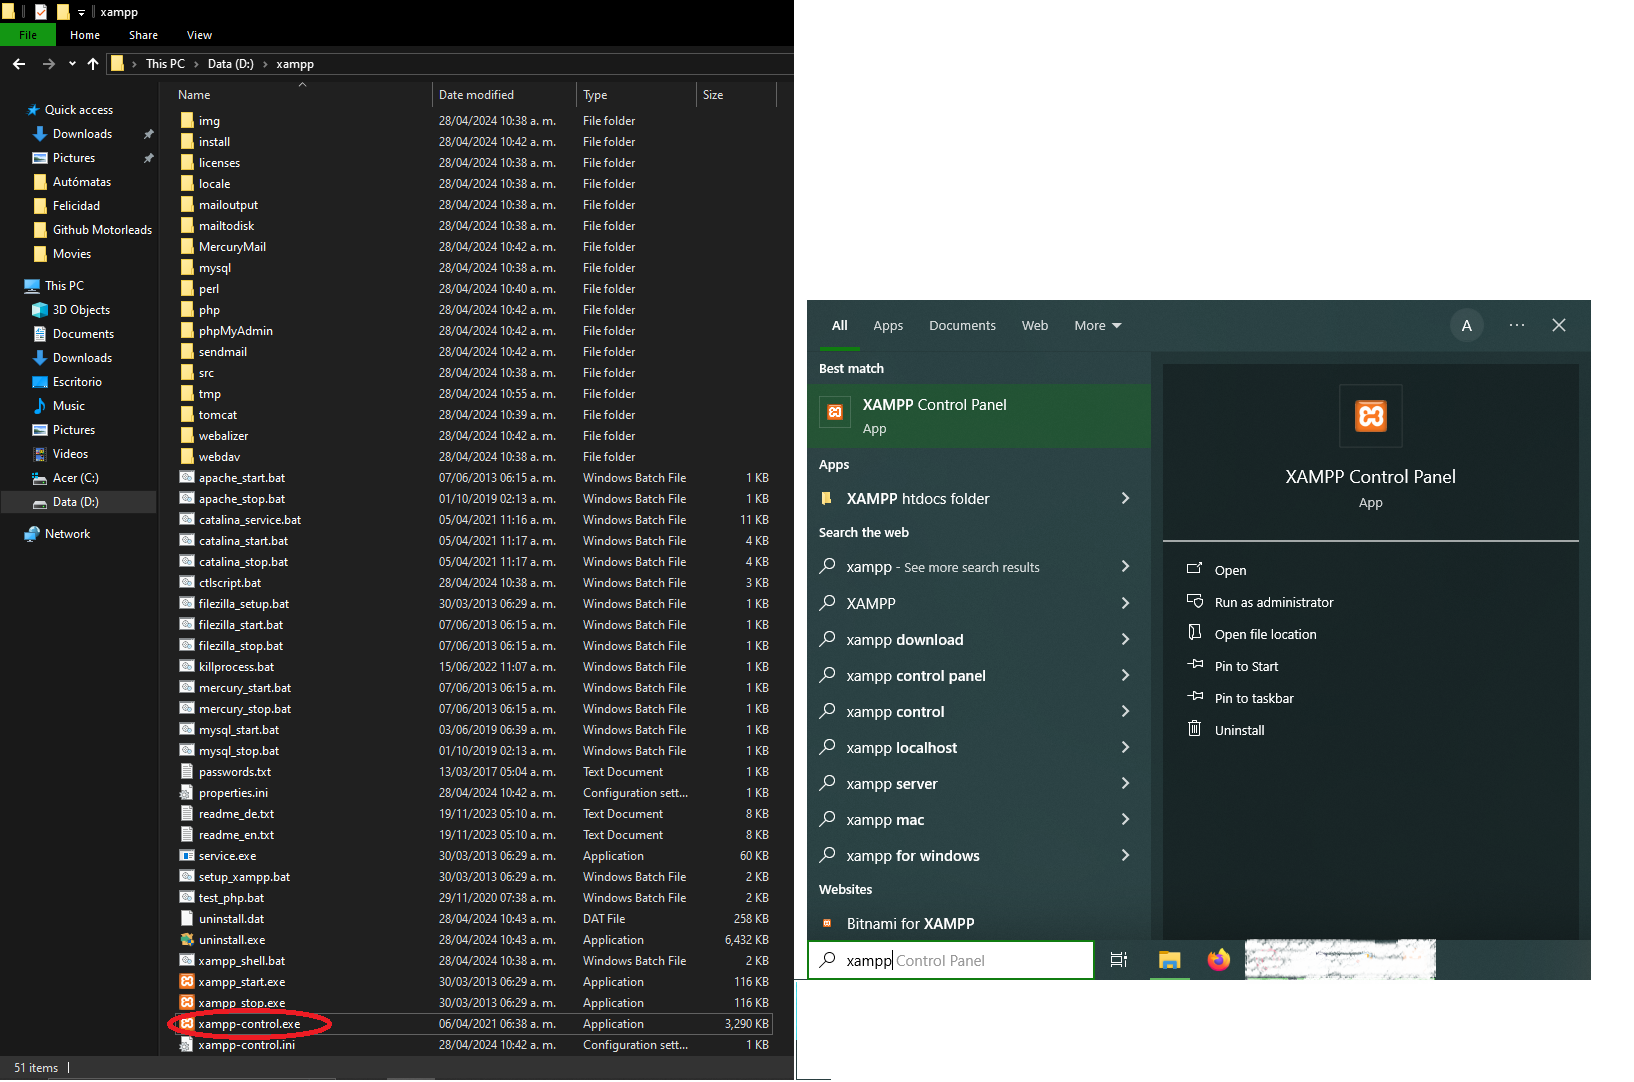 xampp
File Home Share View
This PC > Data (D:) > xampp
Name Date modified Type Size
Quick access
Downloads
Pictures
Autómatas
Felicidad
Github Motorleads
Movies
This PC
3D Objects
Documents
Downloads
Escritorio
Music
Pictures
Videos
Acer (C:)
Data (D:)
Network
img 28/04/2024 10:38 a. m. File folder
install 28/04/2024 10:42 a. m. File folder
licenses 28/04/2024 10:38 a. m. File folder
locale 28/04/2024 10:38 a. m. File folder
mailoutput 28/04/2024 10:38 a. m. File folder
mailtodisk 28/04/2024 10:38 a. m. File folder
MercuryMail 28/04/2024 10:42 a. m. File folder
mysql 28/04/2024 10:38 a. m. File folder
perl 28/04/2024 10:40 a. m. File folder
php 28/04/2024 10:42 a. m. File folder
phpMyAdmin 28/04/2024 10:42 a. m. File folder
sendmail 28/04/2024 10:42 a. m. File folder
src 28/04/2024 10:38 a. m. File folder
tmp 28/04/2024 10:55 a. m. File folder
tomcat 28/04/2024 10:39 a. m. File folder
webalizer 28/04/2024 10:42 a. m. File folder
webdav 28/04/2024 10:38 a. m. File folder
apache_start.bat 07/06/2013 06:15 a. m. Windows Batch File 1 KB
apache_stop.bat 01/10/2019 02:13 a. m. Windows Batch File 1 KB
catalina_service.bat 05/04/2021 11:16 a. m. Windows Batch File 11 KB
catalina_start.bat 05/04/2021 11:17 a. m. Windows Batch File 4 KB
catalina_stop.bat 05/04/2021 11:17 a. m. Windows Batch File 4 KB
ctlscript.bat 28/04/2024 10:38 a. m. Windows Batch File 3 KB
filezilla_setup.bat 30/03/2013 06:29 a. m. Windows Batch File 1 KB
filezilla_start.bat 07/06/2013 06:15 a. m. Windows Batch File 1 KB
filezilla_stop.bat 07/06/2013 06:15 a. m. Windows Batch File 1 KB
killprocess.bat 15/06/2022 11:07 a. m. Windows Batch File 1 KB
mercury_start.bat 07/06/2013 06:15 a. m. Windows Batch File 1 KB
mercury_stop.bat 07/06/2013 06:15 a. m. Windows Batch File 1 KB
mysql_start.bat 03/06/2019 06:39 a. m. Windows Batch File 1 KB
mysql_stop.bat 01/10/2019 02:13 a. m. Windows Batch File 1 KB
passwords.txt 13/03/2017 05:04 a. m. Text Document 1 KB
properties.ini 28/04/2024 10:42 a. m. Configuration sett... 1 KB
readme_de.txt 19/11/2023 05:10 a. m. Text Document 8 KB
readme_en.txt 19/11/2023 05:10 a. m. Text Document 8 KB
service.exe 30/03/2013 06:29 a. m. Application 60 KB
setup_xampp.bat 30/03/2013 06:29 a. m. Windows Batch File 2 KB
test_php.bat 29/11/2020 07:38 a. m. Windows Batch File 2 KB
uninstall.dat 28/04/2024 10:43 a. m. DAT File 258 KB
uninstall.exe 28/04/2024 10:43 a. m. Application 6,432 KB
xampp_shell.bat 28/04/2024 10:38 a. m. Windows Batch File 2 KB
xampp_start.exe 30/03/2013 06:29 a. m. Application 116 KB
xampp_stop.exe 30/03/2013 06:29 a. m. Application 116 KB
xampp-control.exe 06/04/2021 06:38 a. m. Application 3,290 KB
xampp-control.ini 28/04/2024 10:42 a. m. Configuration sett... 1 KB
51 items
All Apps Documents Web More A ...
Best match
XAMPP Control Panel
App
Apps
XAMPP htdocs folder
Search the web
xampp - See more search results
XAMPP
xampp download
xampp control panel
xampp control
xampp localhost
xampp server
xampp mac
xampp for windows
Websites
Bitnami for XAMPP
xampp Control Panel
XAMPP Control Panel
App
Open
Run as administrator
Open file location
Pin to Start
Pin to taskbar
Uninstall